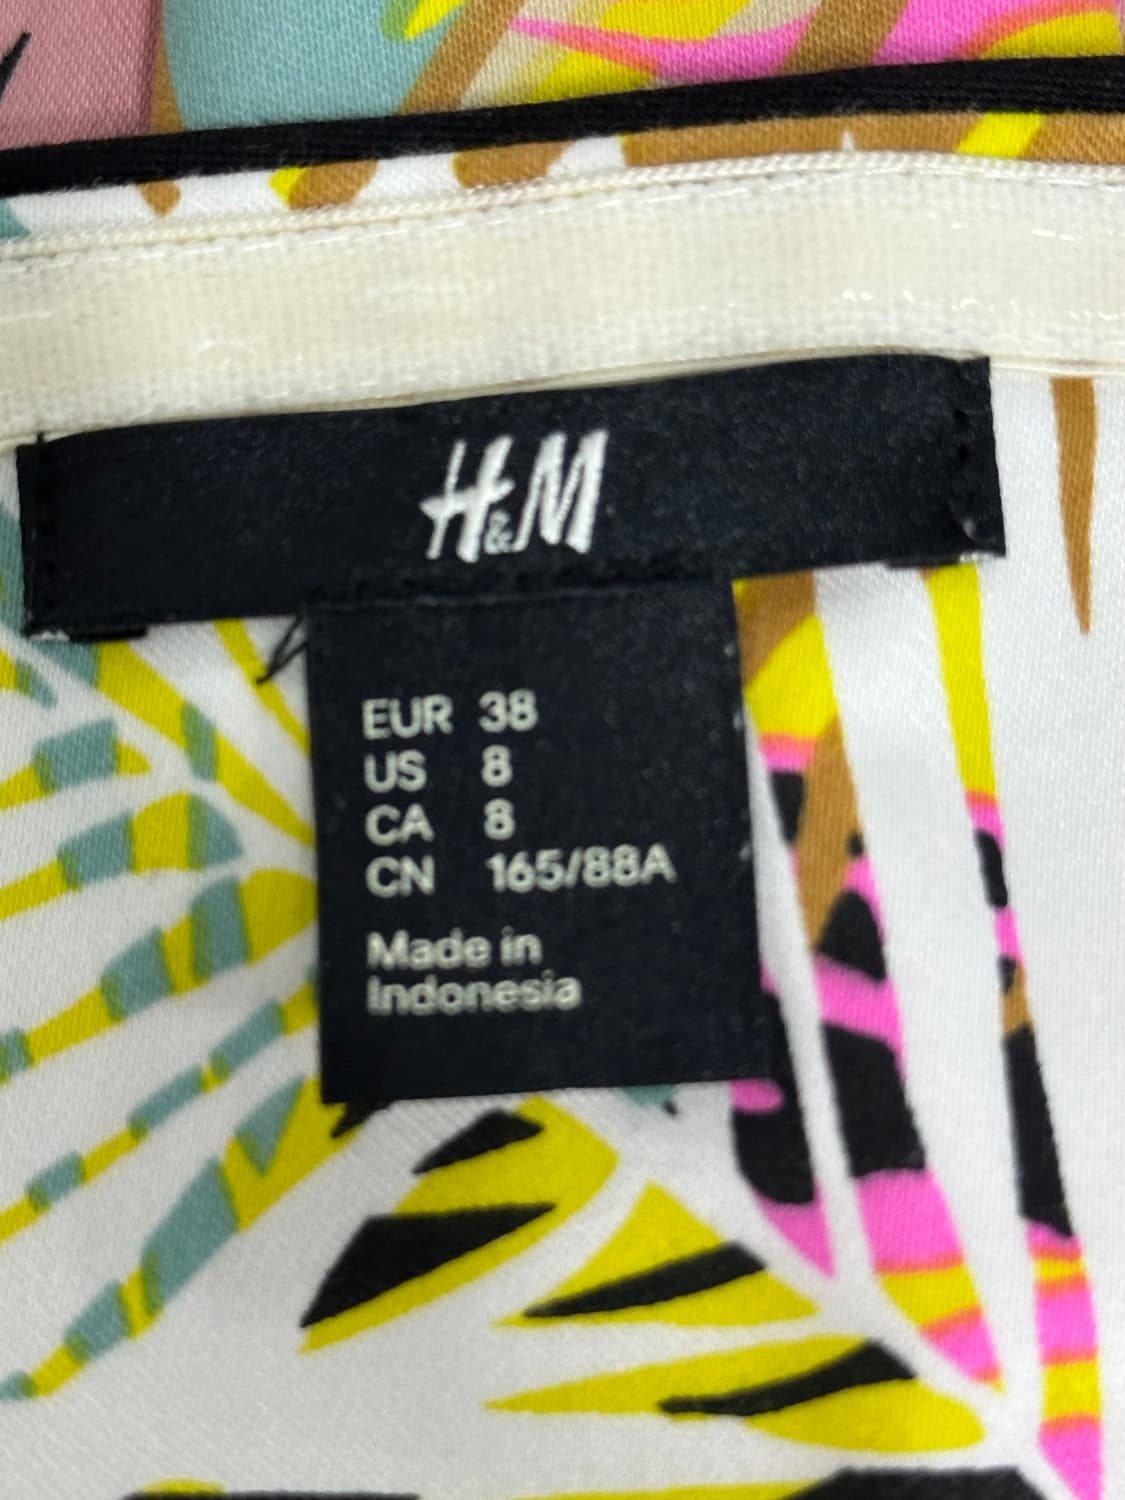 H&M
EUR 38
US 8
CA 8
CN 165/88A
Made in
Indonesia